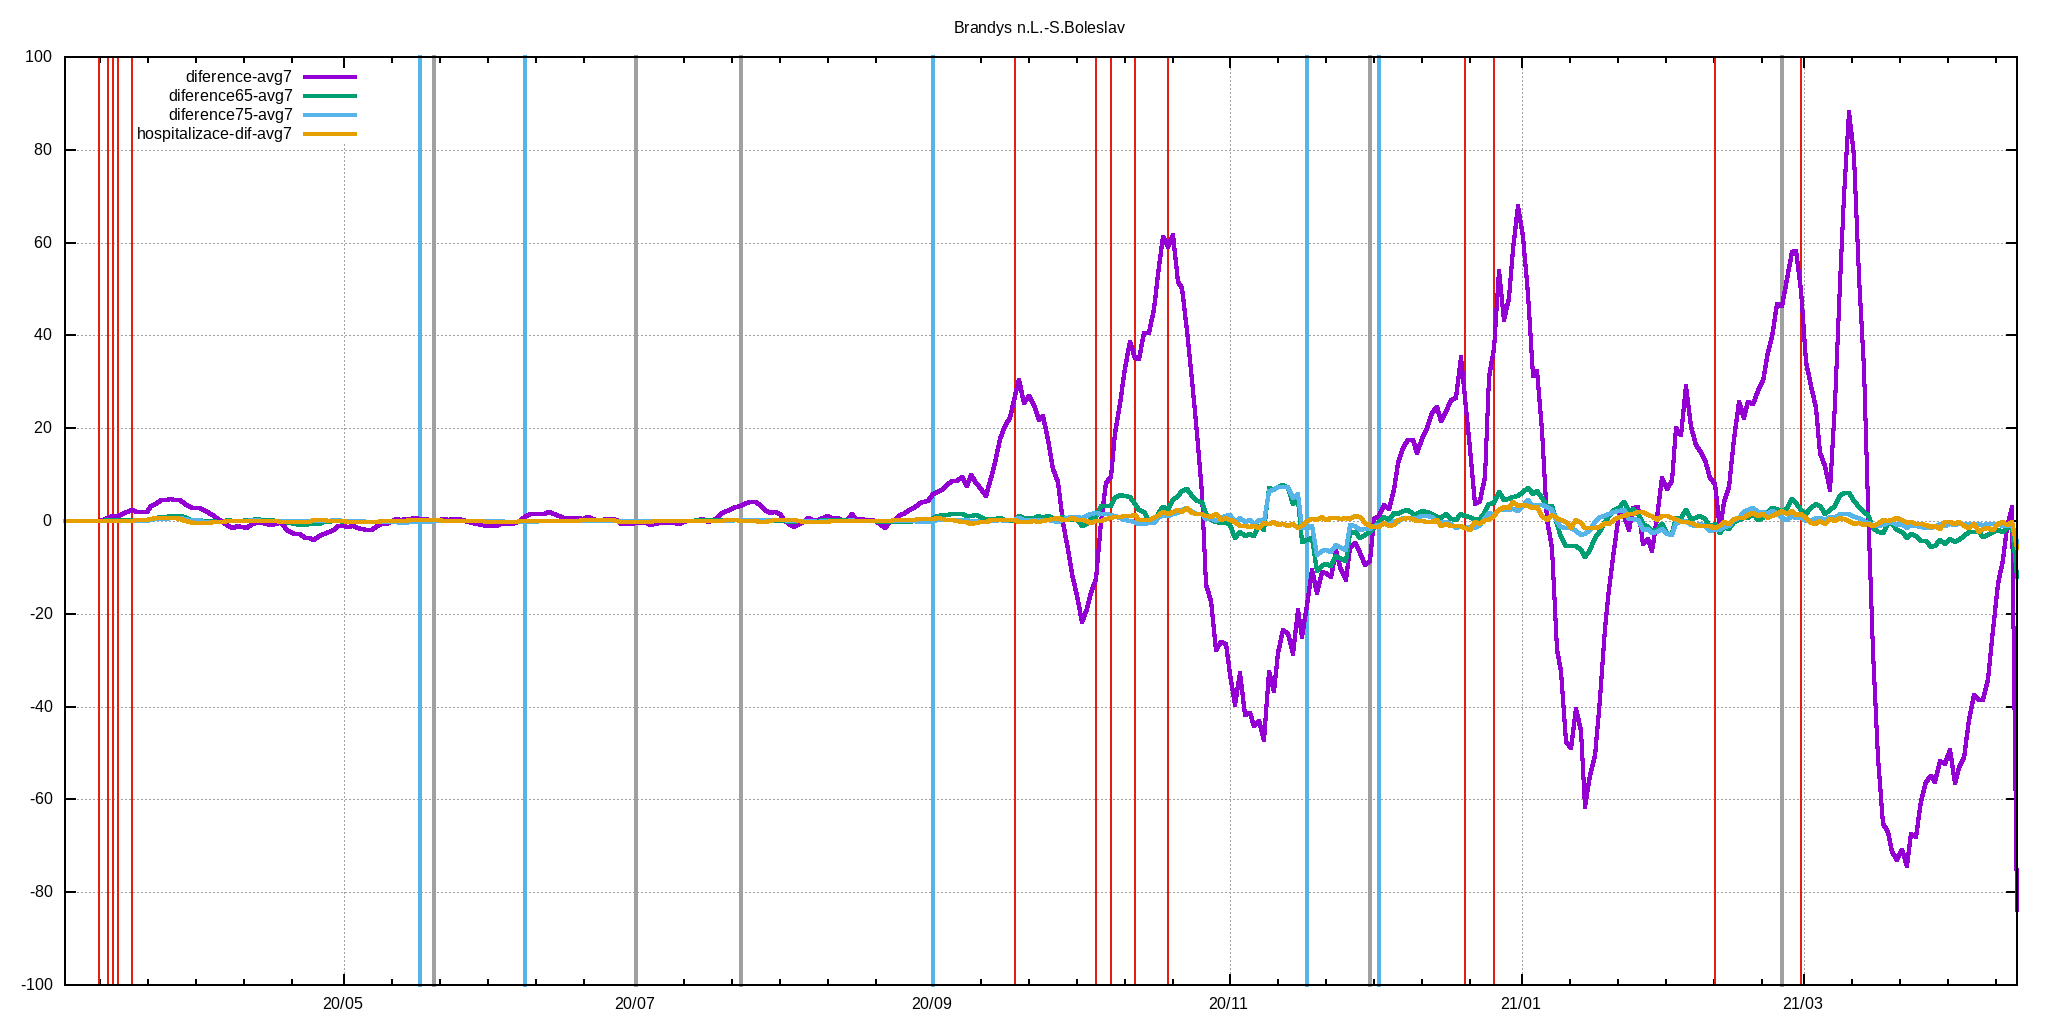 Brandys n.L.-S.Boleslav
diference-avg7
diference65-avg7
diference75-avg7
hospitalizace-dif-avg7
100
80
60
40
20
0
-20
-40
-60
-80
-100
20/05 20/07 20/09 20/11 21/01 21/03